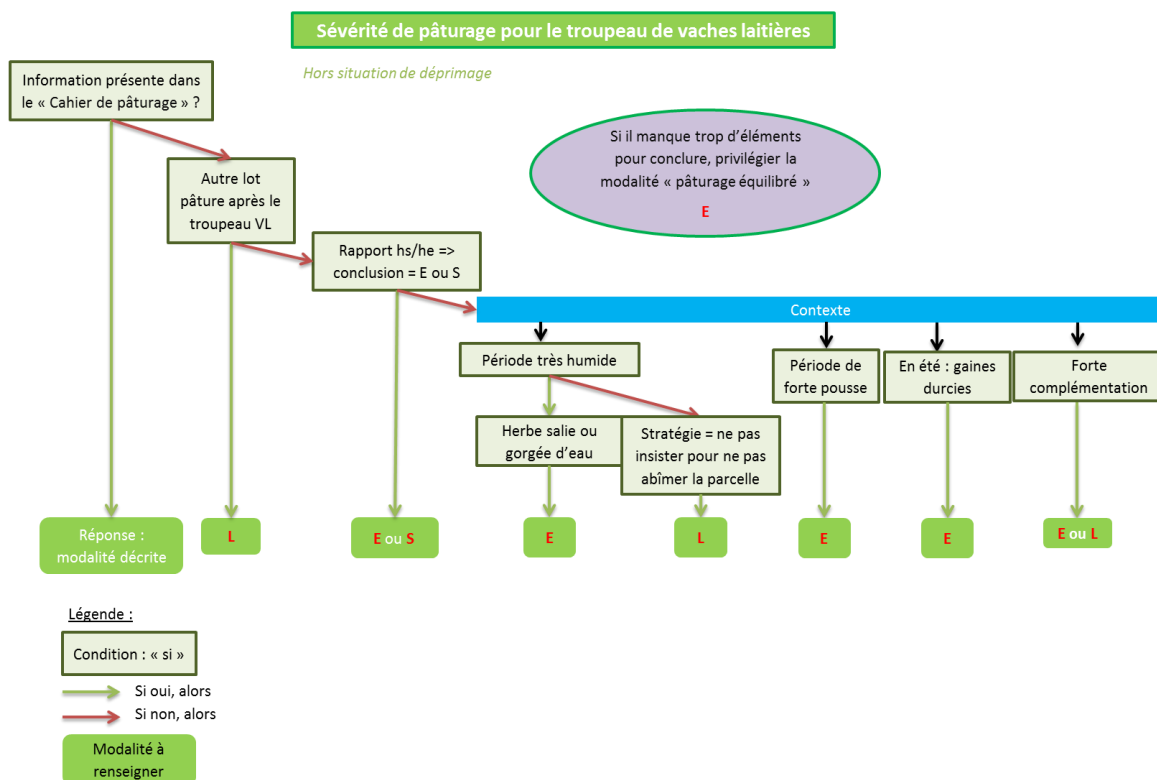 Sévérité de pâturage pour le troupeau de vaches laitières
Hors situation de déprimage
Information présente dans
le « Cahier de pâturage » ?
Si il manque trop d'éléments
pour conclure, privilégier la
modalité « pâturage équilibré »
E
Autre lot
pâture après le
troupeau VL
Rapport hs/he =>
conclusion = E ou S
Contexte
Période très humide
Période de
forte pousse
En été : gaines
durcies
Forte
complémentation
Herbe salie ou
gorgée d'eau
Stratégie = ne pas
insister pour ne pas
abîmer la parcelle
Réponse :
modalité décrite
L
E ou S
E
L
E
E
E ou L
Légende :
Condition : « si »
Si oui, alors
Si non, alors
Modalité à
renseigner